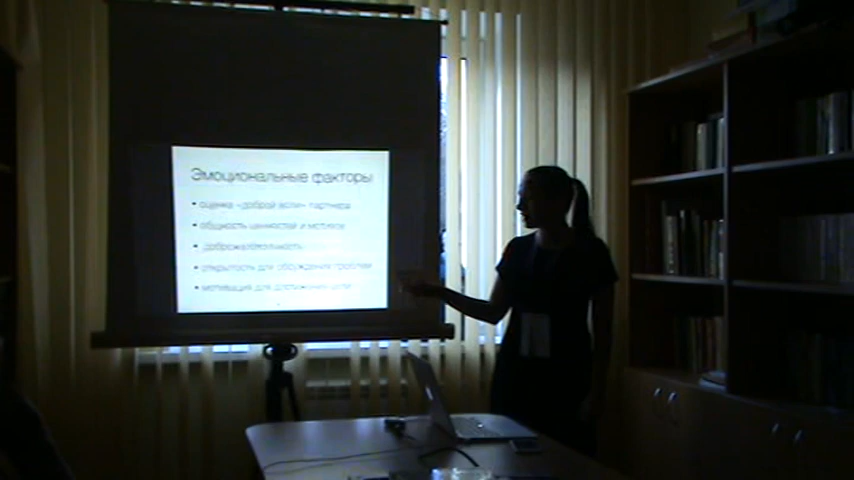 Эмоциональные факторы
• оценка «доброй воли» партнера
• общность ценностей и мотивов
• доброжелательность
• открытость для обсуждения проблем
• мотивация для достижения цели